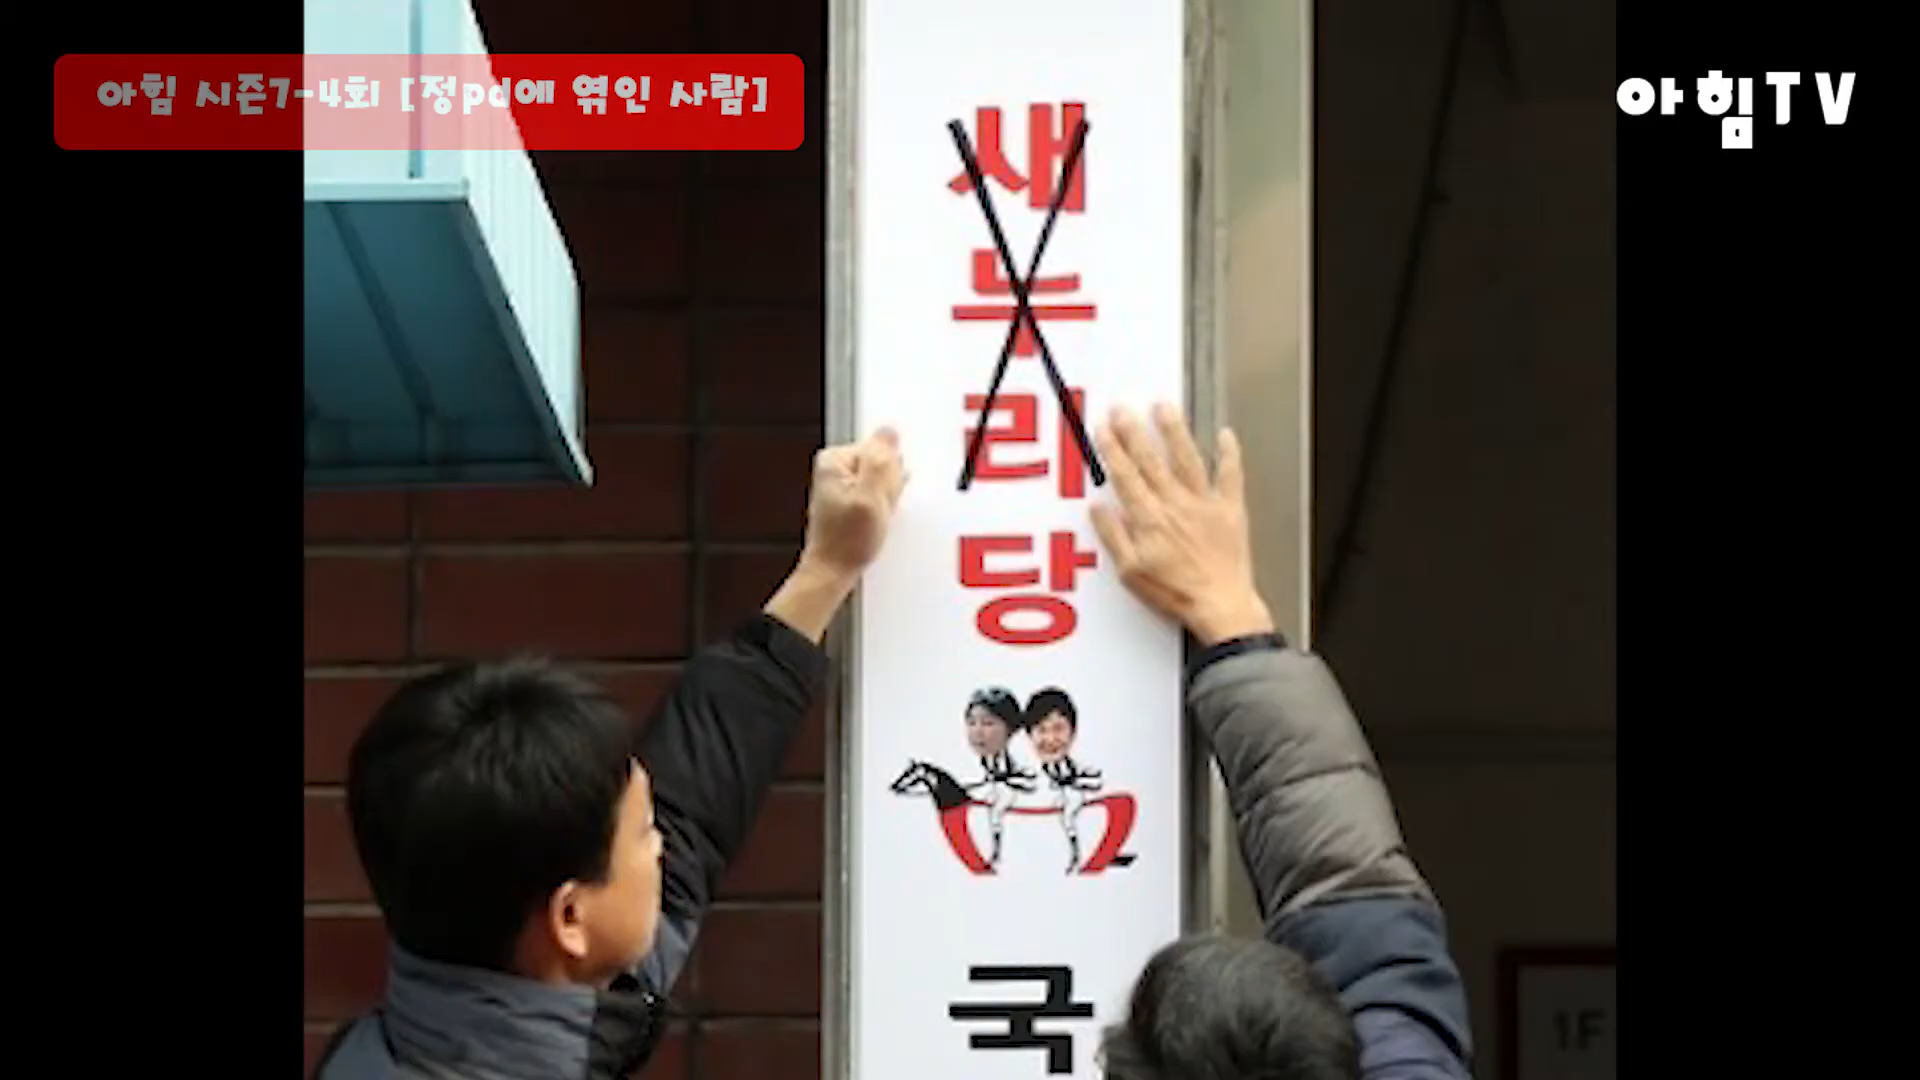 아힘 시즌7-4회 [정pd에 엮인 사람]
아힘TV
새
누
리
당
국
1F